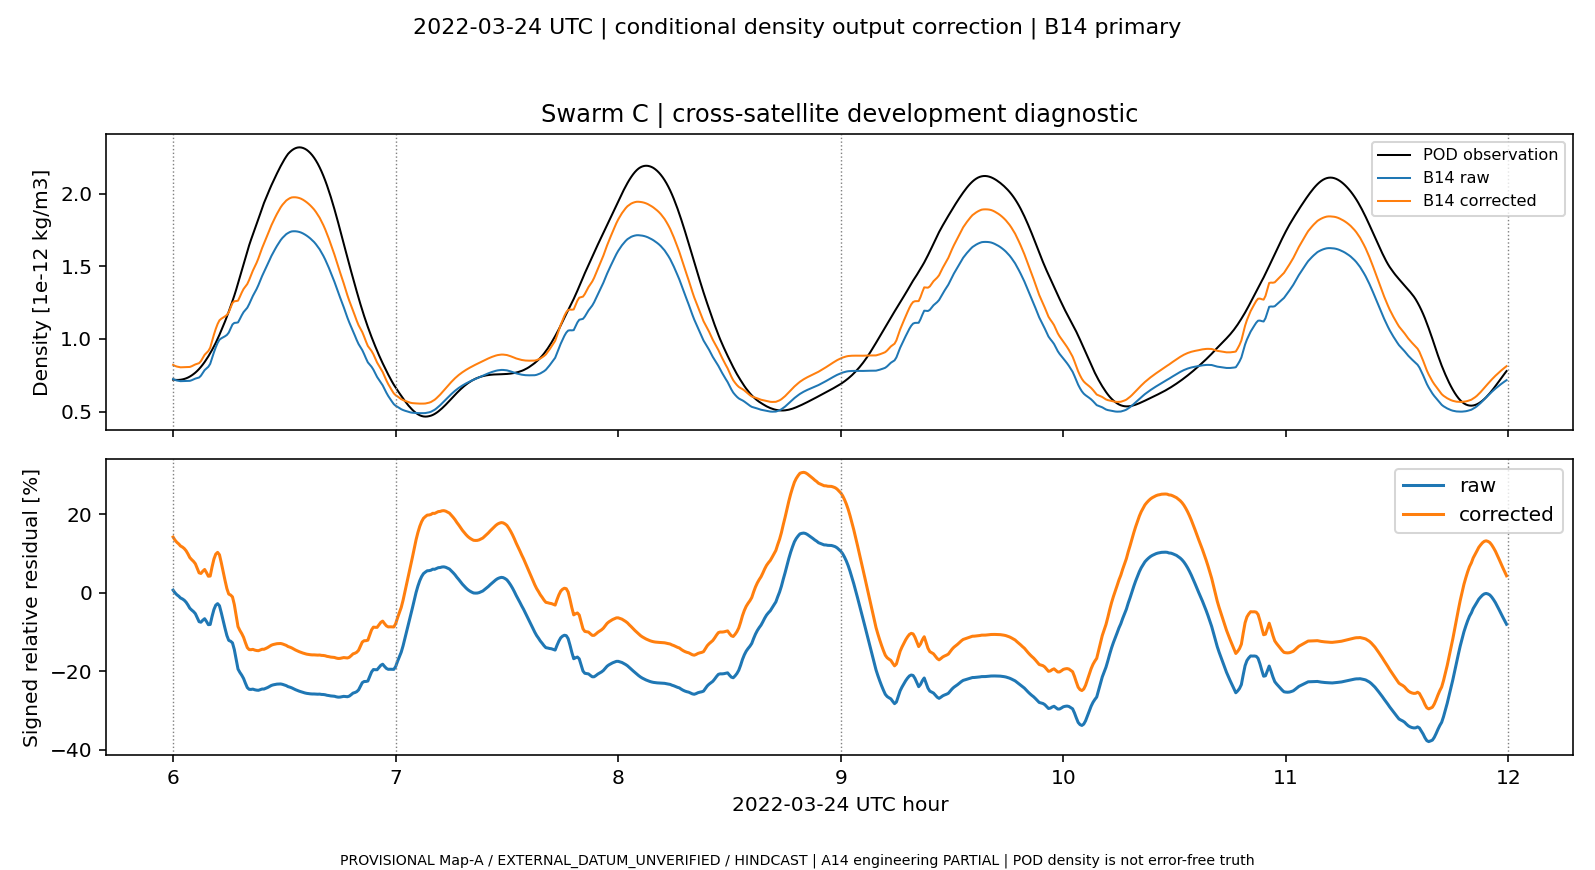 2022-03-24 UTC | conditional density output correction | B14 primary
Swarm C | cross-satellite development diagnostic
Density [1e-12 kg/m3]
2.0
1.5
1.0
0.5
POD observation
B14 raw
B14 corrected
Signed relative residual [%]
20
0
−20
−40
raw
corrected
6 7 8 9 10 11 12
2022-03-24 UTC hour
PROVISIONAL Map-A / EXTERNAL_DATUM_UNVERIFIED / HINDCAST | A14 engineering PARTIAL | POD density is not error-free truth